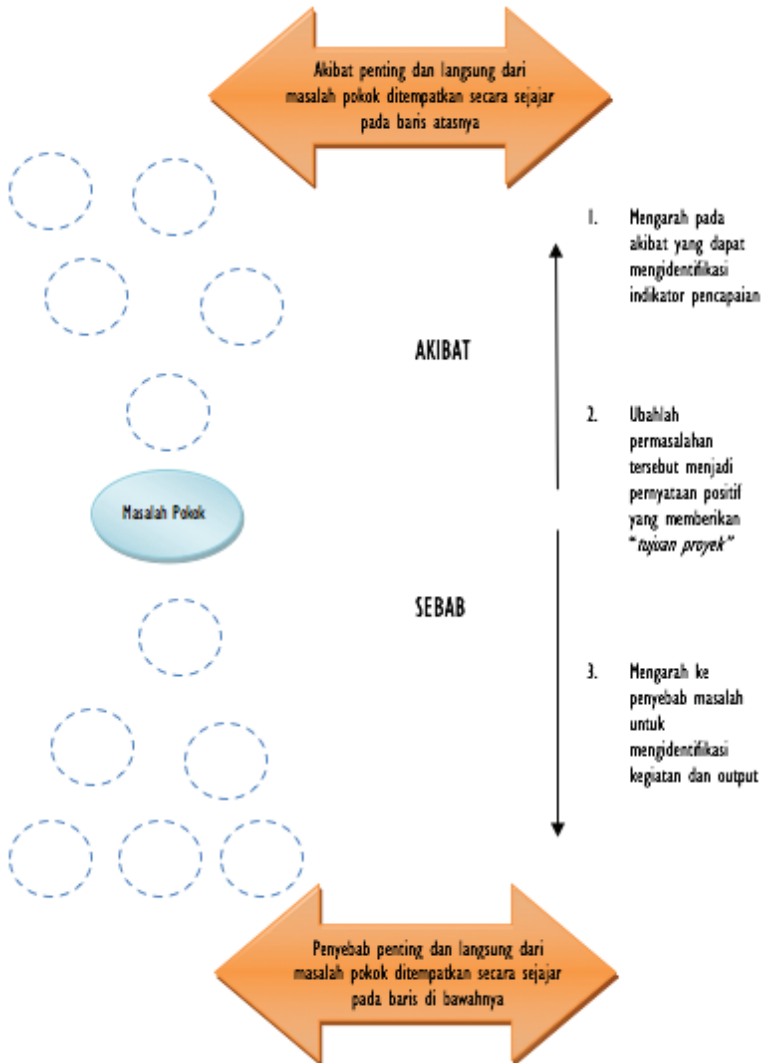 Akibat penting dan langsung dari
masalah pokok ditempatkan secara sejajar
pada baris atasnya
1. Mengarah pada
akibat yang dapat
mengidentifikasi
indikator pencapaian
AKIBAT
2. Ubahlah
permasalahan
tersebut menjadi
pernyataan positif
yang memberikan
"tujuan proyek"
Masalah Pokok
SEBAB
3. Mengarah ke
penyebab masalah
untuk
mengidentifikasi
kegiatan dan output
Penyebab penting dan langsung dari
masalah pokok ditempatkan secara sejajar
pada baris di bawahnya